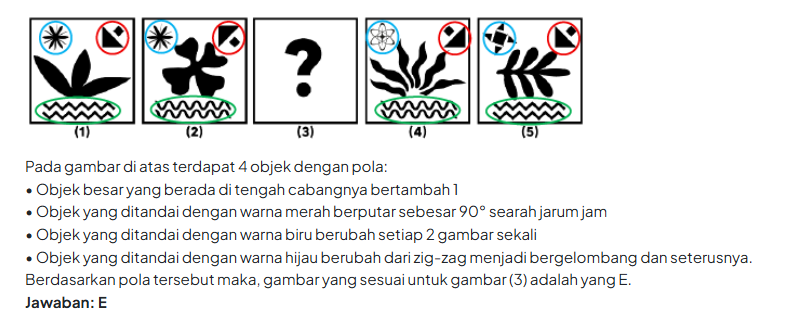 ?
(1) (2) (3) (4) (5)
Pada gambar di atas terdapat 4 objek dengan pola:
• Objek besar yang berada di tengah cabangnya bertambah 1
• Objek yang ditandai dengan warna merah berputar sebesar 90° searah jarum jam
• Objek yang ditandai dengan warna biru berubah setiap 2 gambar sekali
• Objek yang ditandai dengan warna hijau berubah dari zig-zag menjadi bergelombang dan seterusnya.
Berdasarkan pola tersebut maka, gambar yang sesuai untuk gambar (3) adalah yang E.
Jawaban: E